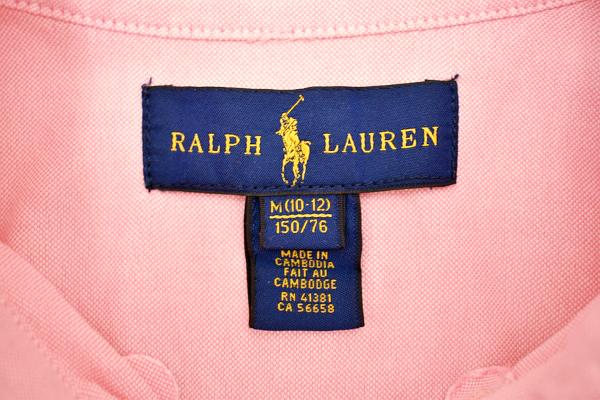 RALPH LAUREN
M(10-12)
150/76
MADE IN
CAMBODIA
FAIT AU
CAMBODGE
RN 41381
CA 56658